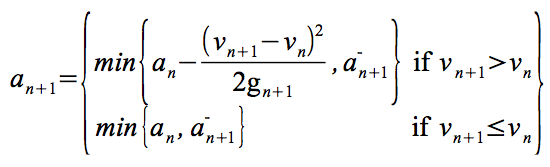 a_{n+1} = { min{ a_n − (v_{n+1} − v_n)² / 2g_{n+1} , a⁻_{n+1} } if v_{n+1} > v_n
min{ a_n , a⁻_{n+1} } if v_{n+1} ≤ v_n }